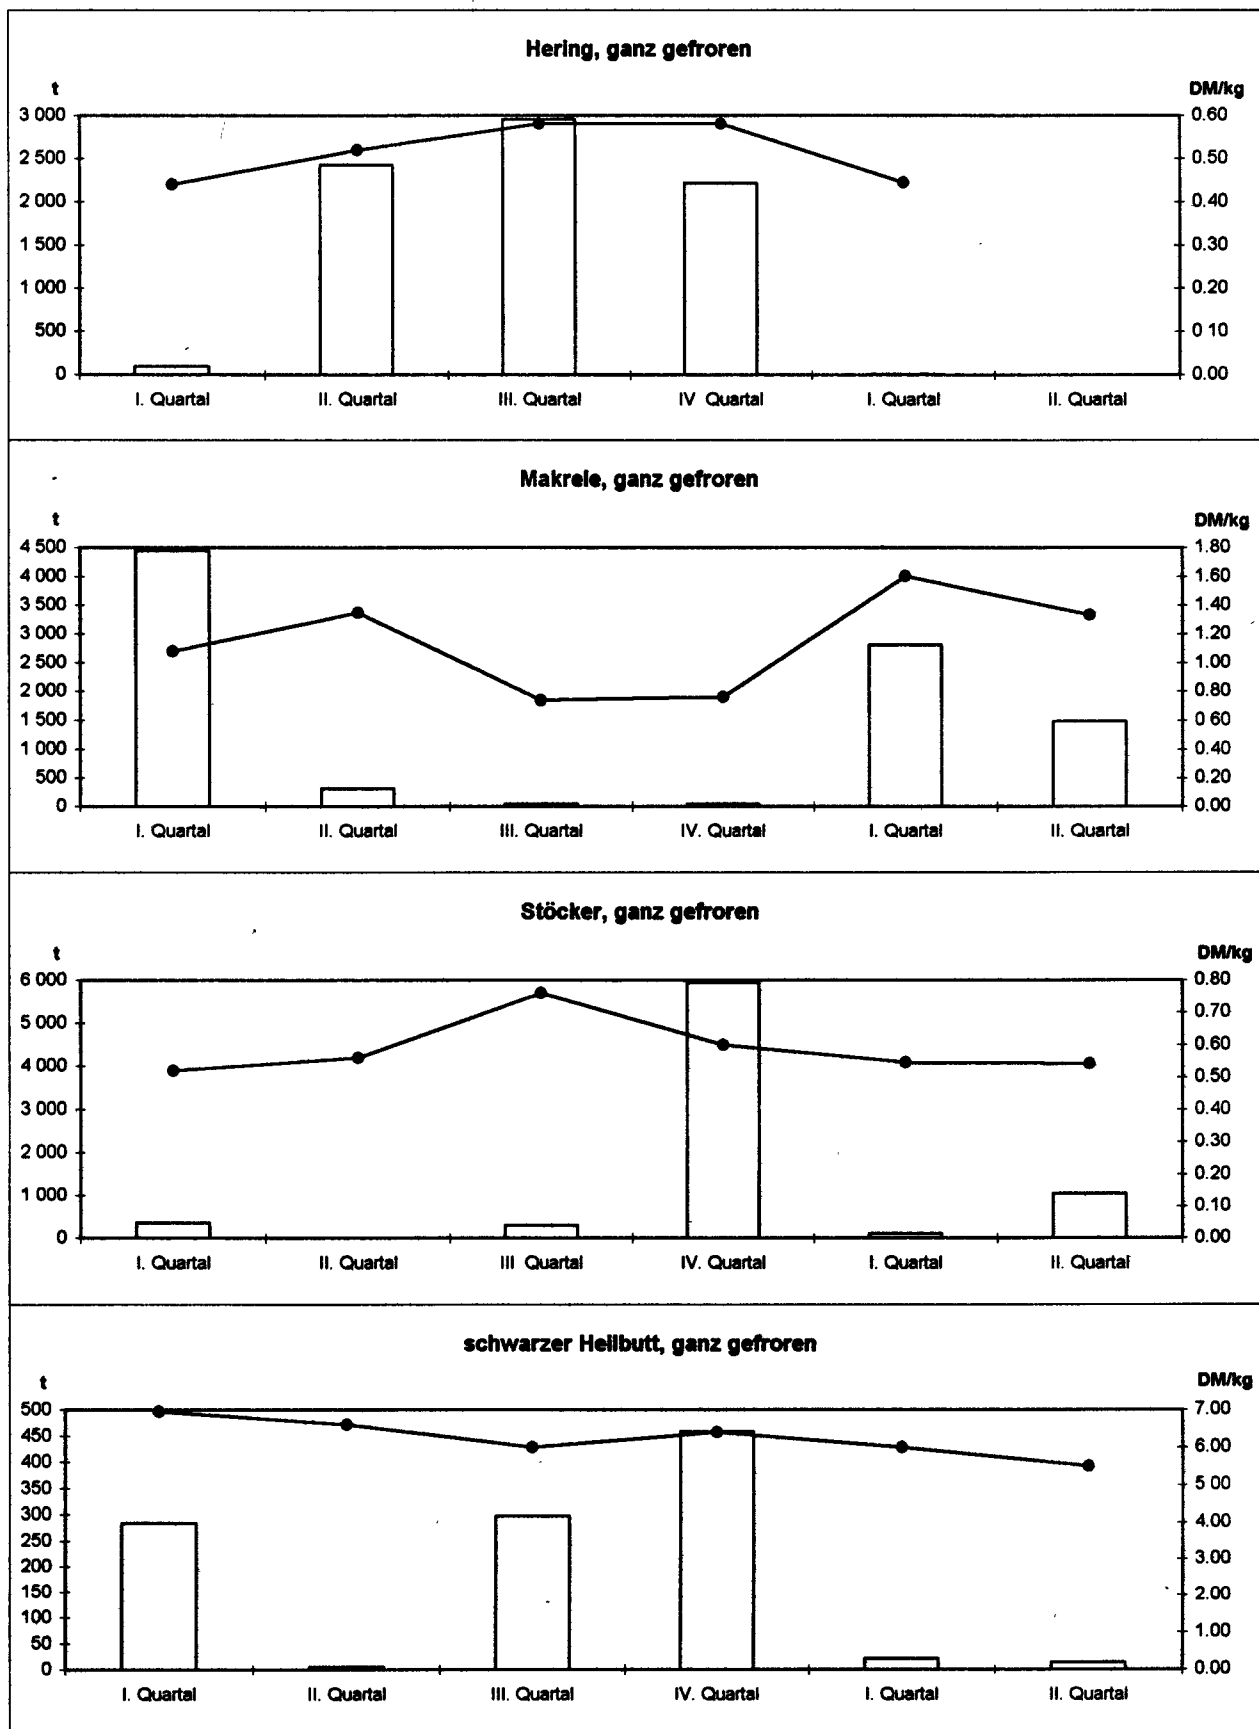 Hering, ganz gefroren
t DM/kg
3 000 0.60
2 500 0.50
2 000 0.40
1 500 0.30
1 000 0.20
500 0.10
0 0.00
I. Quartal II. Quartal III. Quartal IV Quartal I. Quartal II. Quartal
Makrele, ganz gefroren
t DM/kg
4 500 1.80
4 000 1.60
3 500 1.40
3 000 1.20
2 500 1.00
2 000 0.80
1 500 0.60
1 000 0.40
500 0.20
0 0.00
I. Quartal II. Quartal III. Quartal IV. Quartal I. Quartal II. Quartal
Stöcker, ganz gefroren
t DM/kg
6 000 0.80
5 000 0.70
4 000 0.60
3 000 0.50
2 000 0.40
1 000 0.30
0 0.20
0.10
0.00
I. Quartal II. Quartal III Quartal IV. Quartal I. Quartal II. Quartal
schwarzer Heilbutt, ganz gefroren
t DM/kg
500 7.00
450 6.00
400 5.00
350 4.00
300 3.00
250 2.00
200 1.00
150 0.00
100
50
0
I. Quartal II. Quartal III. Quartal IV. Quartal I. Quartal II. Quartal